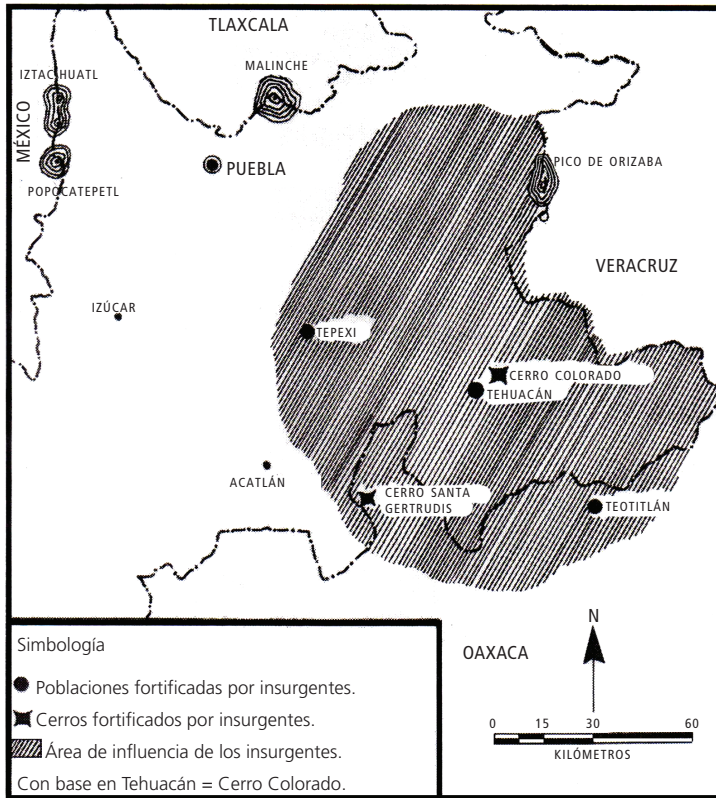 TLAXCALA
IZTACCIHUATL
MALINCHE
MÉXICO
PICO DE ORIZABA
PUEBLA
POPOCATEPETL
VERACRUZ
IZÚCAR
TEPEXI
CERRO COLORADO
TEHUACÁN
ACATLÁN
CERRO SANTA
GERTRUDIS
TEOTITLÁN
N
OAXACA
0 15 30 60
KILÓMETROS
Simbología
Poblaciones fortificadas por insurgentes.
Cerros fortificados por insurgentes.
Área de influencia de los insurgentes.
Con base en Tehuacán = Cerro Colorado.